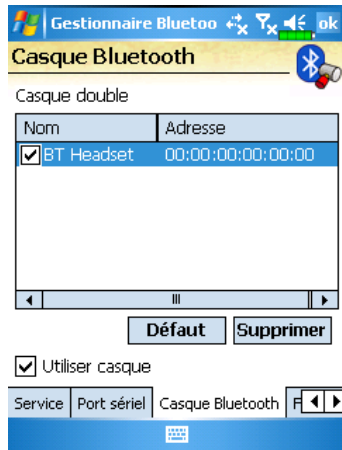 Gestionnaire Bluetoo ok
Casque Bluetooth
Casque double
Nom Adresse
BT Headset 00:00:00:00:00:00
Défaut Supprimer
Utiliser casque
Service Port sériel Casque Bluetooth F